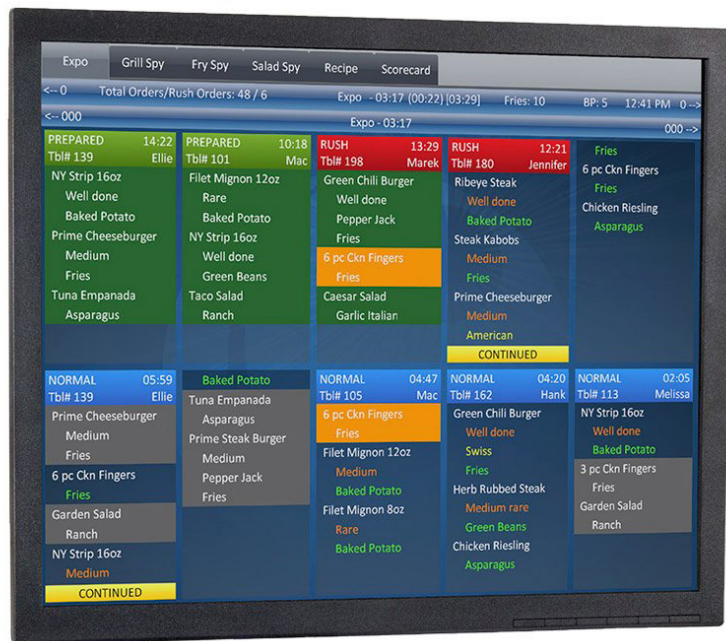 Expo Grill Spy Fry Spy Salad Spy Recipe Scorecard
<-- 0 Total Orders/Rush Orders: 48 / 6 Expo - 03:17 (00:22) [03:29] Fries: 10 BP: 5 12:41 PM 0 -->
<-- 000 Expo - 03:17 000 -->
PREPARED 14:22
Tbl# 139 Ellie
NY Strip 16oz
Well done
Baked Potato
Prime Cheeseburger
Medium
Fries
Tuna Empanada
Asparagus
PREPARED 10:18
Tbl# 101 Mac
Filet Mignon 12oz
Rare
Baked Potato
NY Strip 16oz
Well done
Green Beans
Taco Salad
Ranch
RUSH 13:29
Tbl# 198 Marek
Green Chili Burger
Well done
Pepper Jack
Fries
6 pc Ckn Fingers
Fries
Caesar Salad
Garlic Italian
RUSH 12:21
Tbl# 180 Jennifer
Ribeye Steak
Well done
Baked Potato
Steak Kabobs
Medium
Fries
Prime Cheeseburger
Medium
American
CONTINUED
Fries
6 pc Ckn Fingers
Fries
Chicken Riesling
Asparagus
NORMAL 05:59
Tbl# 139 Ellie
Prime Cheeseburger
Medium
Fries
6 pc Ckn Fingers
Fries
Garden Salad
Ranch
NY Strip 16oz
Medium
CONTINUED
Baked Potato
Tuna Empanada
Asparagus
Prime Steak Burger
Medium
Pepper Jack
Fries
NORMAL 04:47
Tbl# 105 Mac
6 pc Ckn Fingers
Fries
Filet Mignon 12oz
Medium
Baked Potato
Filet Mignon 8oz
Rare
Baked Potato
NORMAL 04:20
Tbl# 162 Hank
Green Chili Burger
Well done
Swiss
Fries
Herb Rubbed Steak
Medium rare
Green Beans
Chicken Riesling
Asparagus
NORMAL 02:05
Tbl# 113 Melissa
NY Strip 16oz
Well done
Baked Potato
3 pc Ckn Fingers
Fries
Garden Salad
Ranch